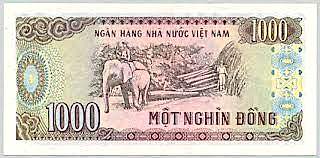 NGÂN HÀNG NHÀ NƯỚC VIỆT NAM
1000
1000
MỘT NGHÌN ĐỒNG